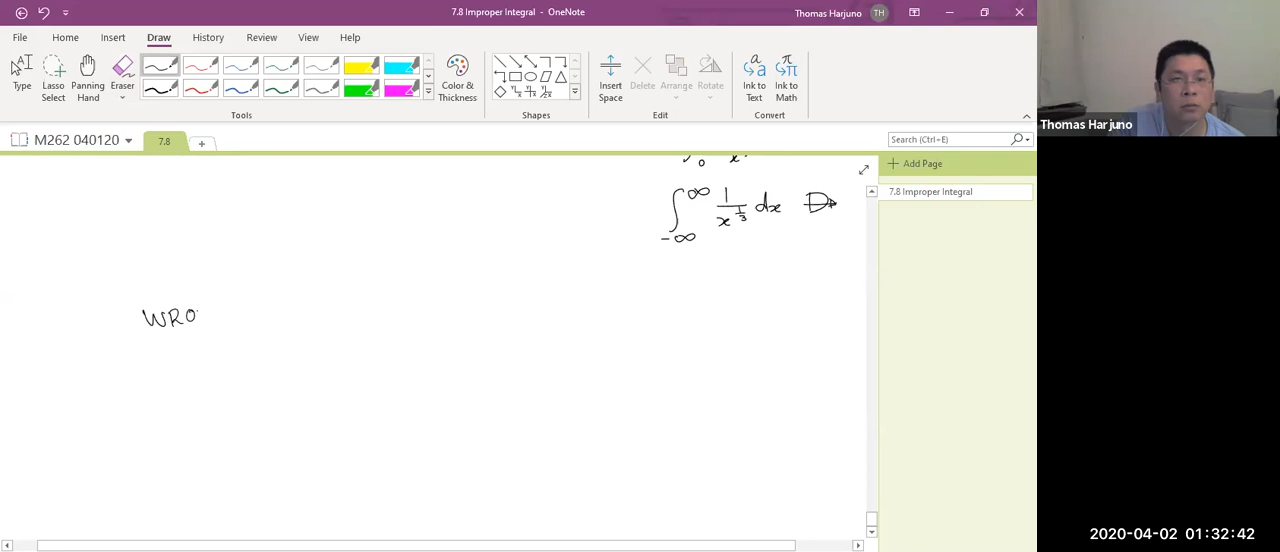 7.8 Improper Integral - OneNote
Thomas Harjuno TH
File Home Insert Draw History Review View Help
Type
Lasso Select
Panning Hand
Eraser
Color & Thickness
Insert Space
Delete
Arrange
Rotate
Ink to Text
Ink to Math
Tools Shapes Edit Convert
M262 040120 7.8
Search (Ctrl+E)
Add Page
7.8 Improper Integral
0
∫_{-∞}^{∞} 1/x^{1/3} dx D
WRO
Thomas Harjuno
2020-04-02 01:32:42